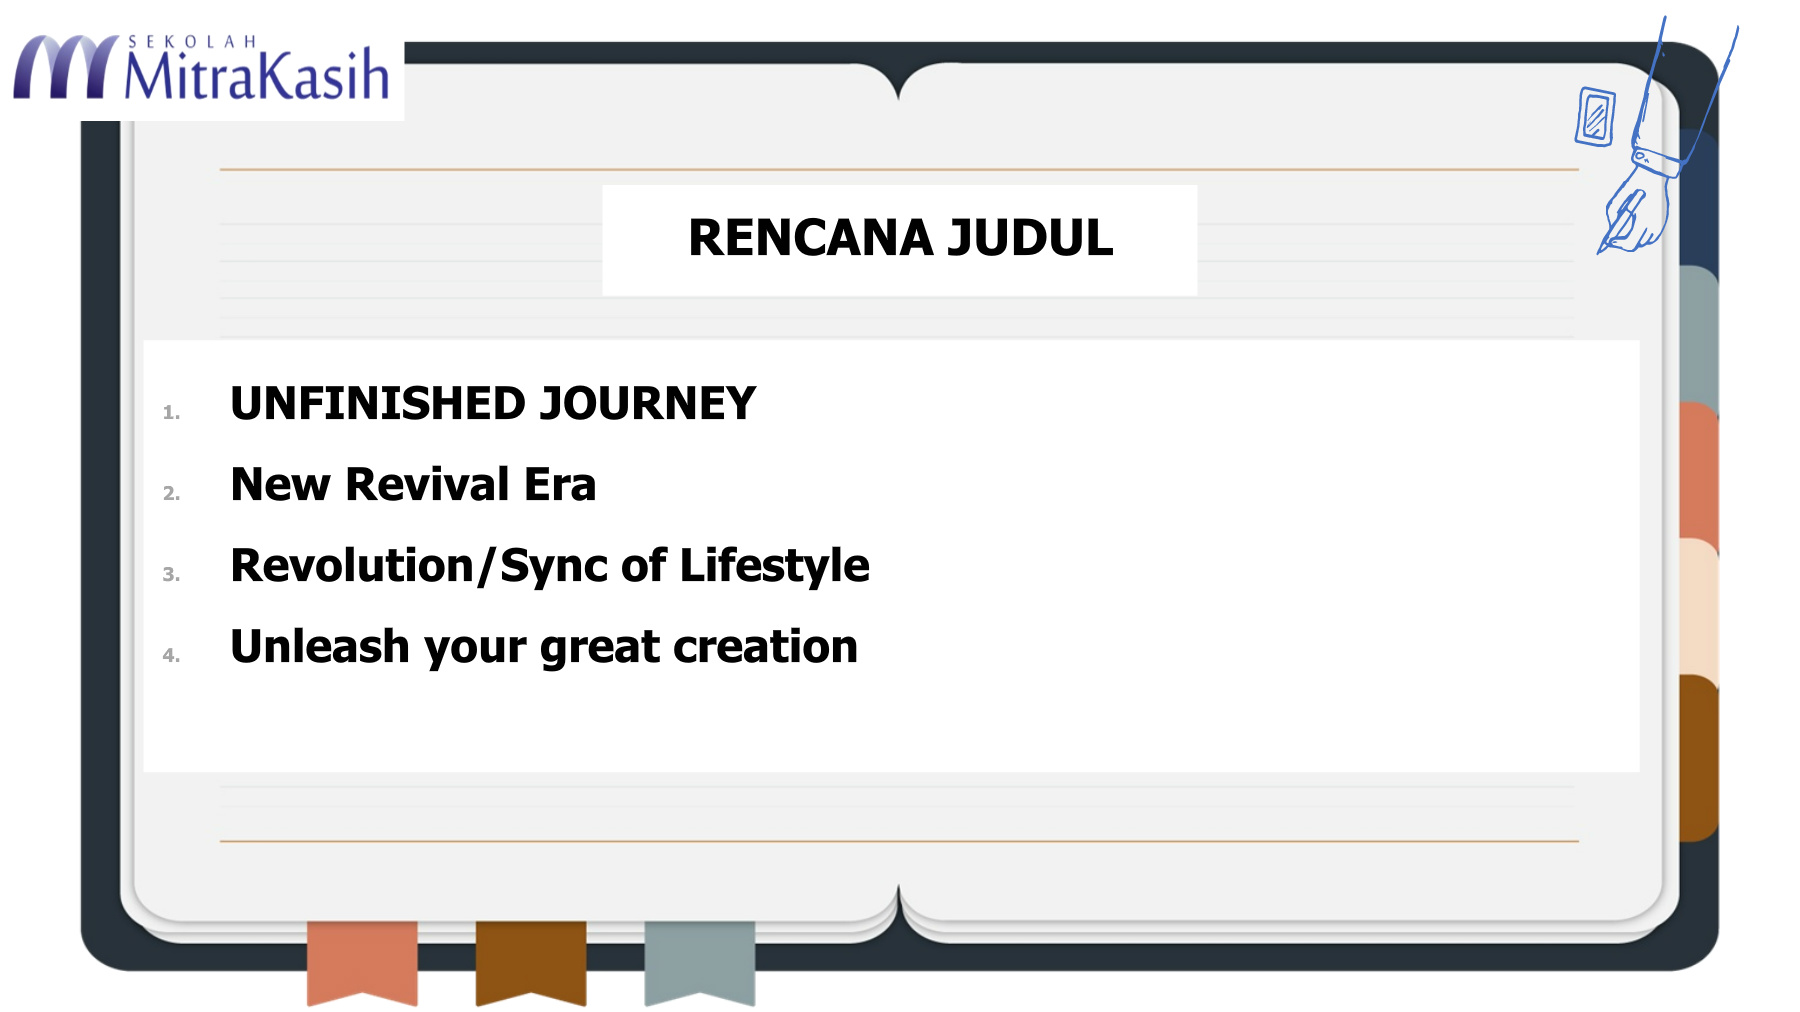 SEKOLAH
MitraKasih
RENCANA JUDUL
1. UNFINISHED JOURNEY
2. New Revival Era
3. Revolution/Sync of Lifestyle
4. Unleash your great creation